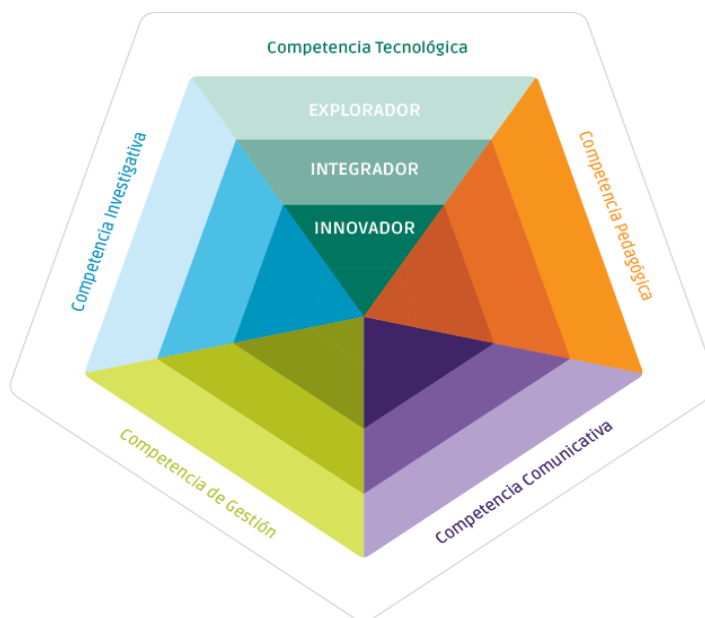 Competencia Tecnológica
EXPLORADOR
INTEGRADOR
INNOVADOR
Competencia Investigativa
Competencia Pedagógica
Competencia de Gestión
Competencia Comunicativa